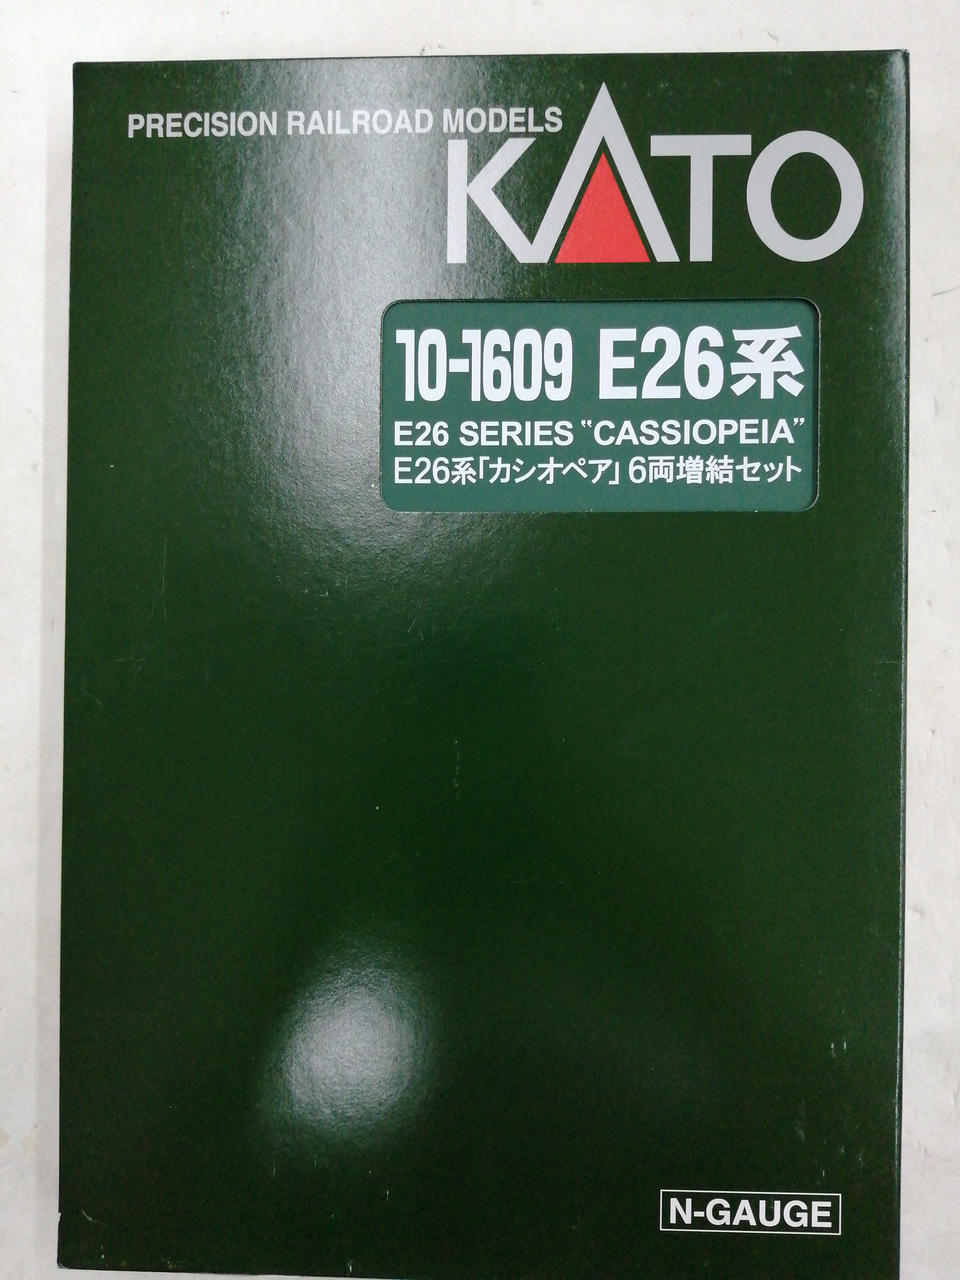 PRECISION RAILROAD MODELS
KATO
10-1609 E26系
E26 SERIES "CASSIOPEIA"
E26系「カシオペア」6両増結セット
N-GAUGE